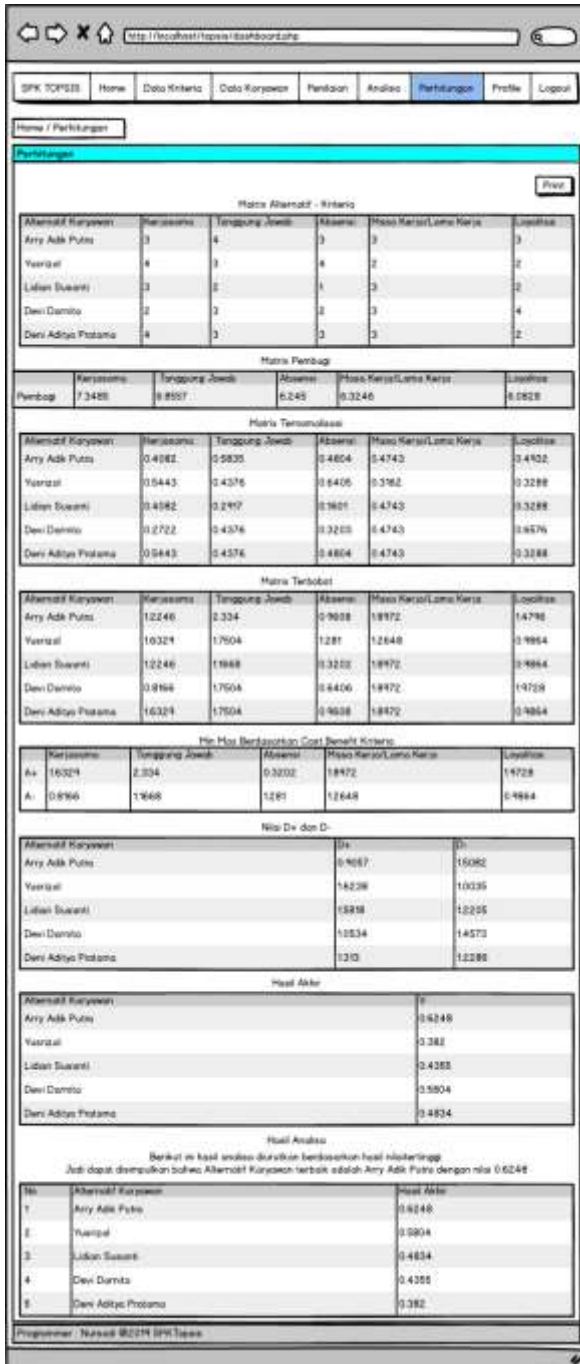 http://localhost/topsis/dashboard.php
SPK TOPSIS Home Data Kriteria Data Karyawan Penilaian Analisa Perhitungan Profile Logout
Home / Perhitungan
Perhitungan
Print
Matrix Alternatif - Kriteria
Alternatif Karyawan Kerjasama Tanggung Jawab Absensi Masa Kerja/Lama Kerja Loyalitas
Arry Adik Putra 3 4 3 3 3
Yusrizal 4 3 4 2 2
Lidian Susanti 3 2 1 3 2
Dewi Darnita 2 3 2 3 4
Deni Aditya Pratama 4 3 3 3 2
Matrix Pembagi
Kerjasama Tanggung Jawab Absensi Masa Kerja/Lama Kerja Loyalitas
Pembagi 7.3485 6.8557 6.245 6.3246 6.0828
Matrix Ternomalisasi
Alternatif Karyawan Kerjasama Tanggung Jawab Absensi Masa Kerja/Lama Kerja Loyalitas
Arry Adik Putra 0.4082 0.5835 0.4804 0.4743 0.4932
Yusrizal 0.5443 0.4376 0.6405 0.3162 0.3288
Lidian Susanti 0.4082 0.2917 0.1601 0.4743 0.3288
Dewi Darnita 0.2722 0.4376 0.3203 0.4743 0.6576
Deni Aditya Pratama 0.5443 0.4376 0.4804 0.4743 0.3288
Matrix Terbobot
Alternatif Karyawan Kerjasama Tanggung Jawab Absensi Masa Kerja/Lama Kerja Loyalitas
Arry Adik Putra 1.2246 2.334 0.9608 1.8972 1.4796
Yusrizal 1.6329 1.7504 1.281 1.2648 0.9864
Lidian Susanti 1.2246 1.1668 0.3202 1.8972 0.9864
Dewi Darnita 0.8166 1.7504 0.6406 1.8972 1.9728
Deni Aditya Pratama 1.6329 1.7504 0.9608 1.8972 0.9864
Min Max Berdasarkan Cost Benefit Kriteria
Kerjasama Tanggung Jawab Absensi Masa Kerja/Lama Kerja Loyalitas
A+ 1.6329 2.334 0.3202 1.8972 1.9728
A- 0.8166 1.1668 1.281 1.2648 0.9864
Nilai D+ dan D-
Alternatif Karyawan D+ D-
Arry Adik Putra 0.9057 1.5082
Yusrizal 1.6238 1.0035
Lidian Susanti 1.5818 1.2205
Dewi Darnita 1.0534 1.4573
Deni Aditya Pratama 1.313 1.2286
Hasil Akhir
Alternatif Karyawan V
Arry Adik Putra 0.6248
Yusrizal 0.382
Lidian Susanti 0.4355
Dewi Darnita 0.5804
Deni Aditya Pratama 0.4834
Hasil Analisa
Berikut ini hasil analisa diurutkan berdasarkan hasil nilaitertinggi
Jadi dapat disimpulkan bahwa Alternatif Karyawan terbaik adalah Arry Adik Putra dengan nilai 0.6248
No Alternatif Karyawan Hasil Akhir
1 Arry Adik Putra 0.6248
2 Yusrizal 0.5804
3 Lidian Susanti 0.4834
4 Dewi Darnita 0.4355
5 Deni Aditya Pratama 0.382
Programmer : Nursadi @2019 SPK Topsis